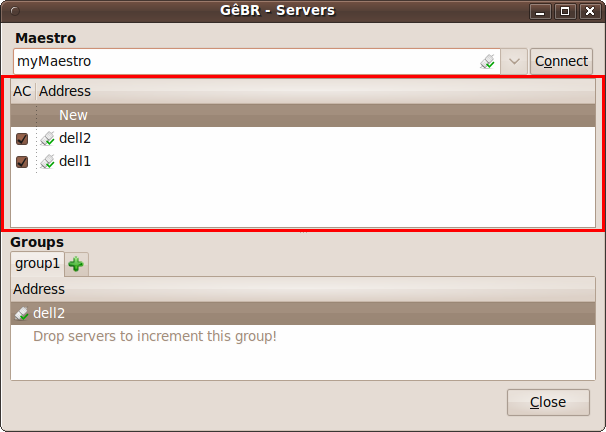 GêBR - Servers
Maestro
myMaestro
Connect
AC Address
New
dell2
dell1
Groups
group1
Address
dell2
Drop servers to increment this group!
Close